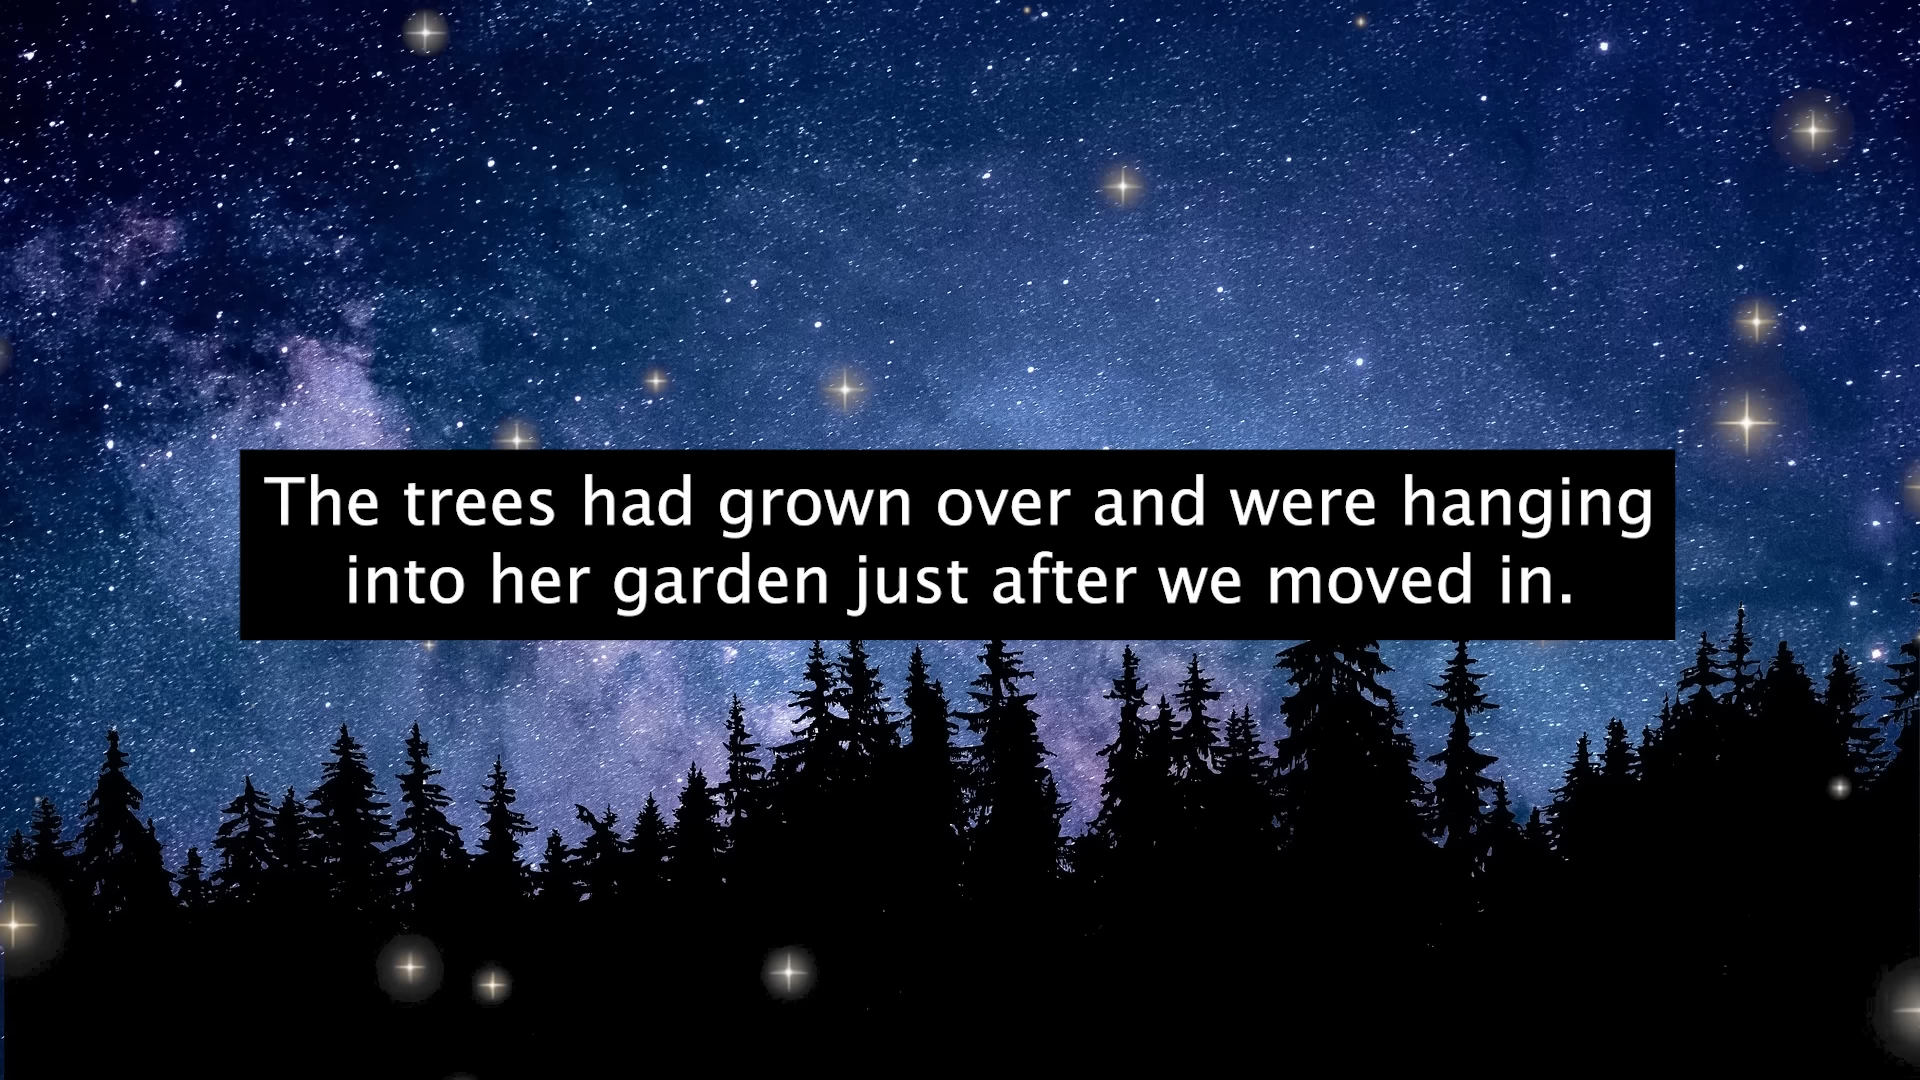 The trees had grown over and were hanging
into her garden just after we moved in.